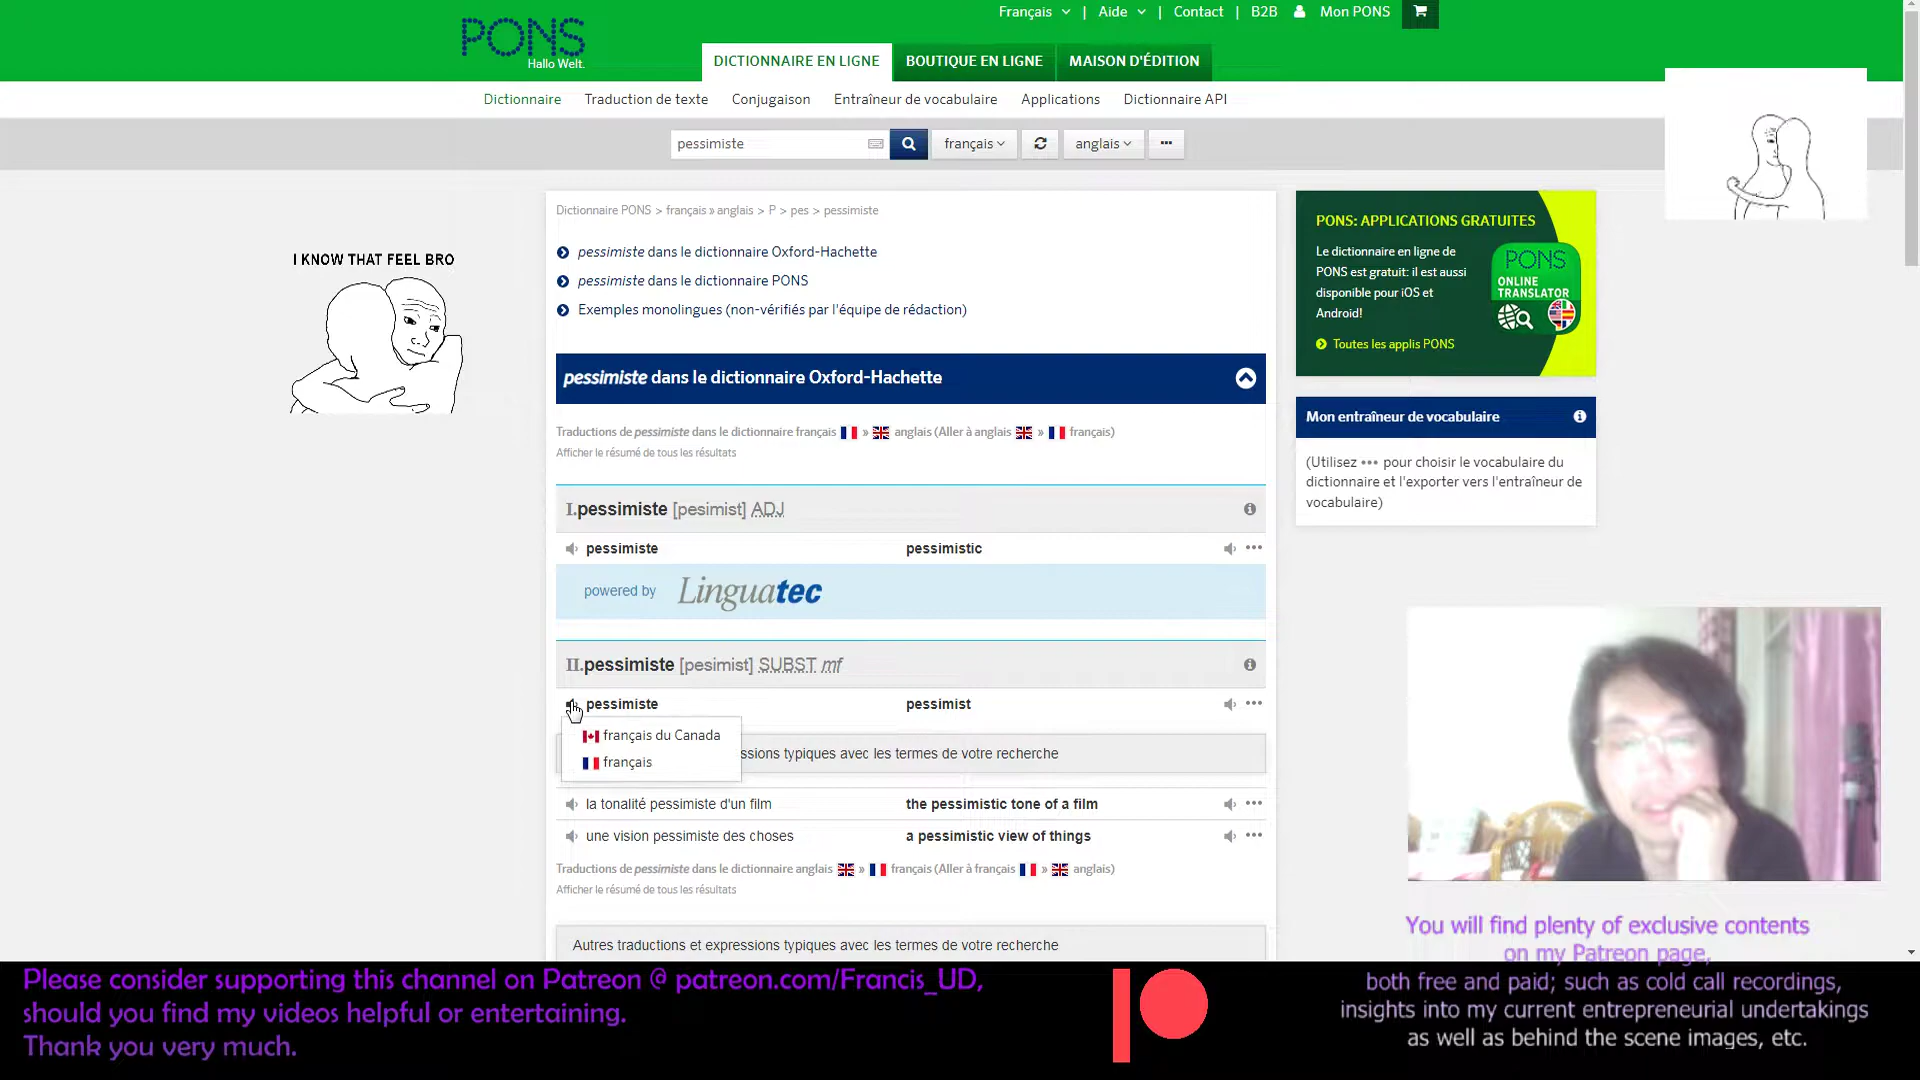 PONS
Hallo Welt.
Français | Aide | Contact | B2B Mon PONS
DICTIONNAIRE EN LIGNE BOUTIQUE EN LIGNE MAISON D'ÉDITION
Dictionnaire Traduction de texte Conjugaison Entraîneur de vocabulaire Applications Dictionnaire API
pessimiste français anglais ...
Dictionnaire PONS > français » anglais > P > pes > pessimiste
pessimiste dans le dictionnaire Oxford-Hachette
pessimiste dans le dictionnaire PONS
Exemples monolingues (non-vérifiés par l'équipe de rédaction)
I KNOW THAT FEEL BRO
pessimiste dans le dictionnaire Oxford-Hachette
Traductions de pessimiste dans le dictionnaire français » anglais (Aller à anglais » français)
Afficher le résumé de tous les résultats
I.pessimiste [pesimist] ADJ
pessimiste pessimistic
powered by Linguatec
II.pessimiste [pesimist] SUBST mf
pessimiste pessimist
français du Canada
français
ssions typiques avec les termes de votre recherche
la tonalité pessimiste d'un film the pessimistic tone of a film
une vision pessimiste des choses a pessimistic view of things
Traductions de pessimiste dans le dictionnaire anglais » français (Aller à français » anglais)
Afficher le résumé de tous les résultats
Autres traductions et expressions typiques avec les termes de votre recherche
PONS: APPLICATIONS GRATUITES
Le dictionnaire en ligne de
PONS est gratuit: il est aussi
disponible pour iOS et
Android!
Toutes les applis PONS
PONS
ONLINE
TRANSLATOR
Mon entraîneur de vocabulaire
(Utilisez ••• pour choisir le vocabulaire du
dictionnaire et l'exporter vers l'entraîneur de
vocabulaire)
You will find plenty of exclusive contents
on my Patreon page,
both free and paid; such as cold call recordings,
insights into my current entrepreneurial undertakings
as well as behind the scene images, etc.
Please consider supporting this channel on Patreon @ patreon.com/Francis_UD,
should you find my videos helpful or entertaining.
Thank you very much.